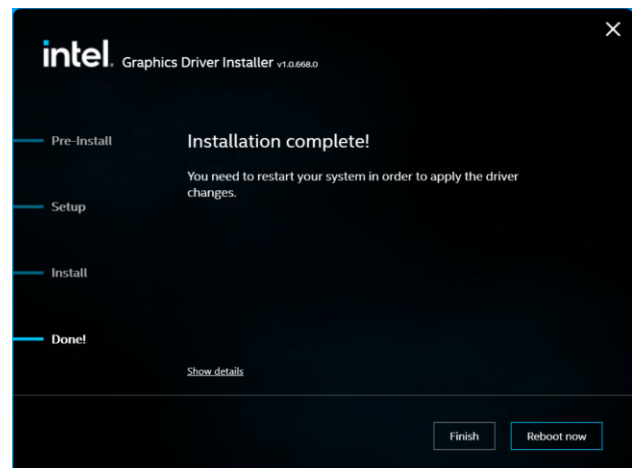 intel. Graphics Driver Installer v1.0.668.0
Pre-Install
Setup
Install
Done!
Installation complete!
You need to restart your system in order to apply the driver
changes.
Show details
Finish
Reboot now